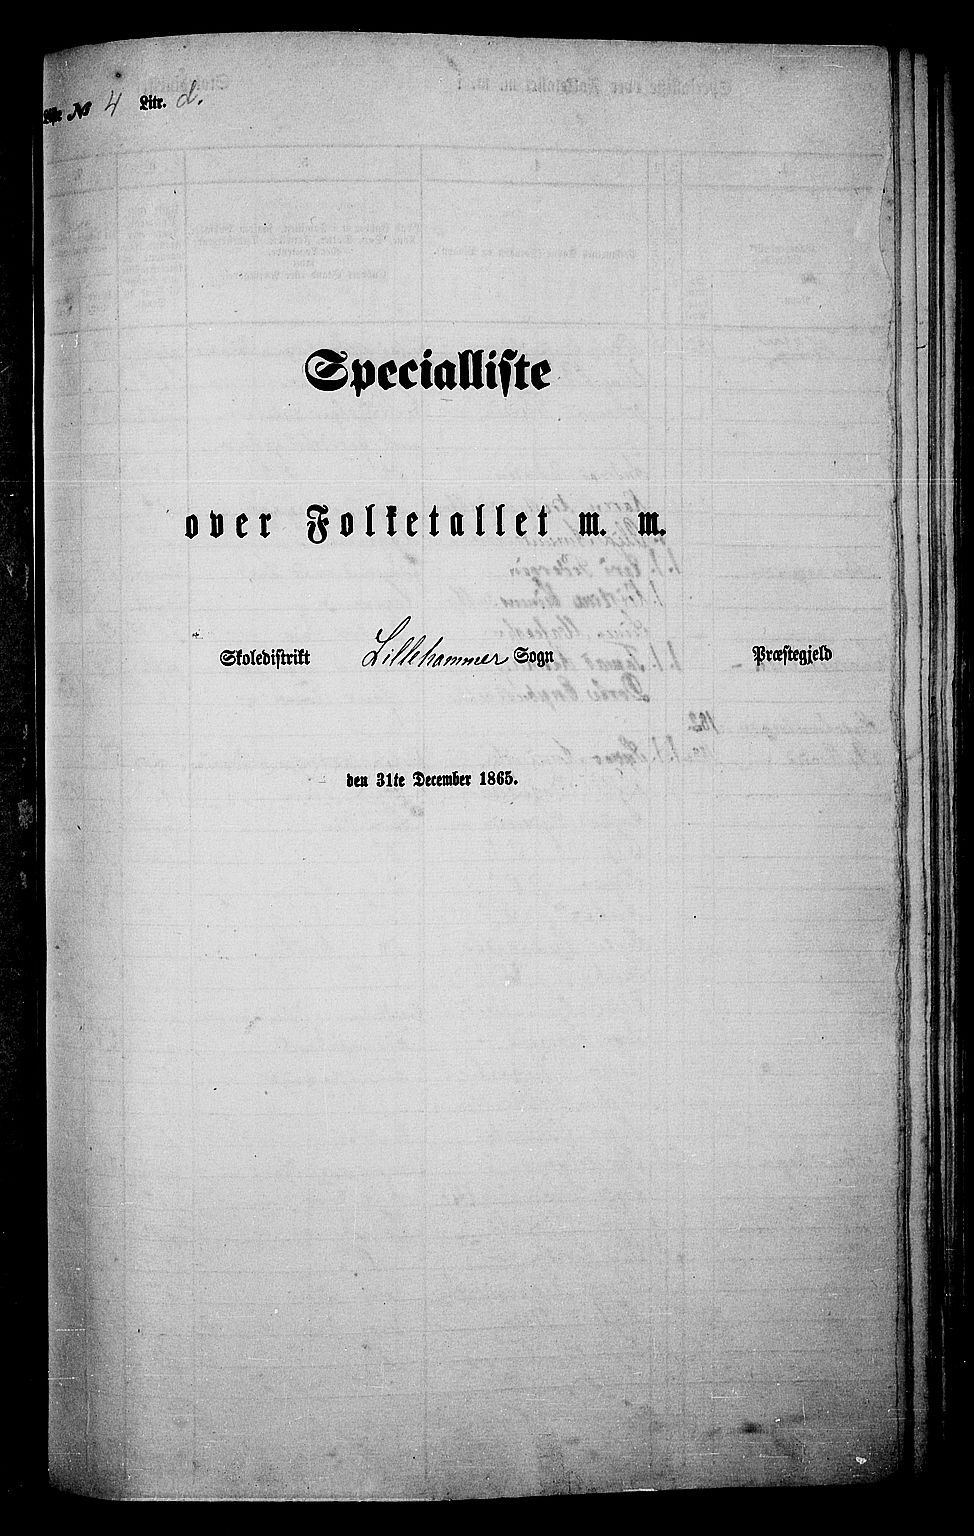 № 4 Litr. d.
Specialliste
over Folketallet m. m.
Skoledistrikt Lillehammer Sogn Præstegjeld
den 31te December 1865.